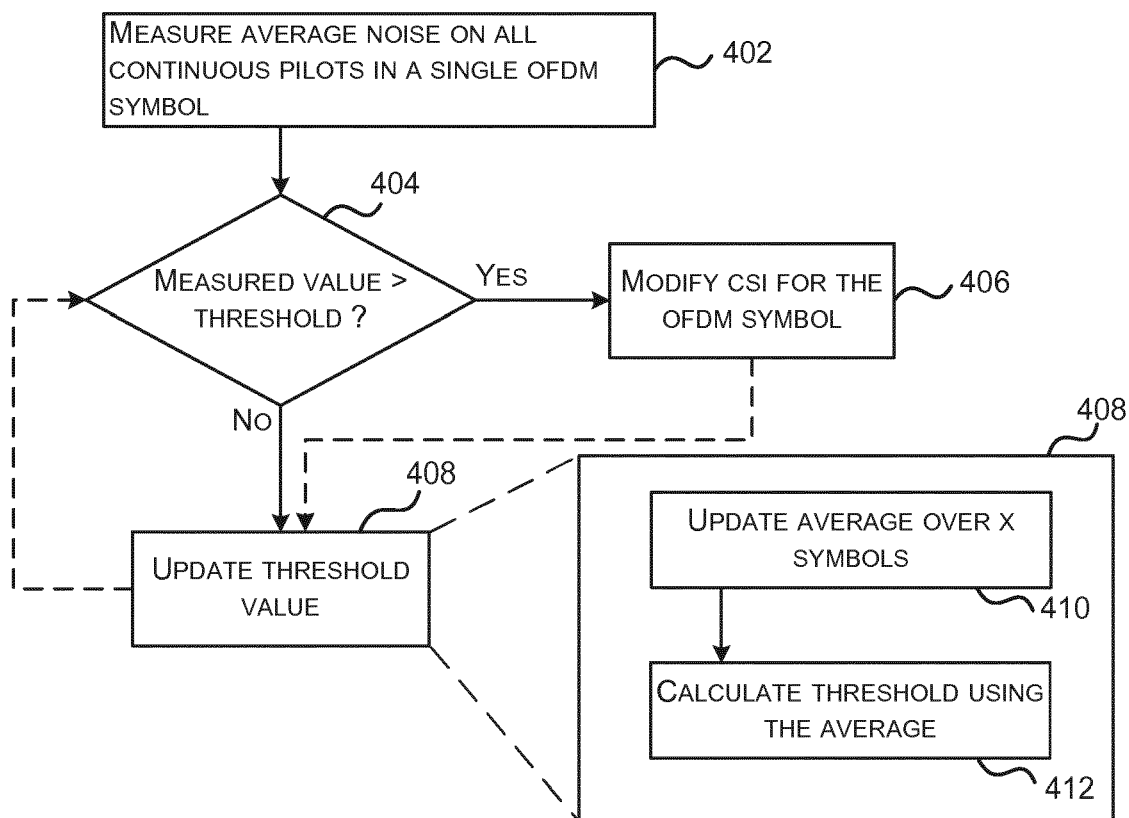 MEASURE AVERAGE NOISE ON ALL
CONTINUOUS PILOTS IN A SINGLE OFDM
SYMBOL
402
404
MEASURED VALUE >
THRESHOLD ?
YES
MODIFY CSI FOR THE
OFDM SYMBOL
406
NO
408
UPDATE THRESHOLD
VALUE
408
UPDATE AVERAGE OVER X
SYMBOLS
410
CALCULATE THRESHOLD USING
THE AVERAGE
412